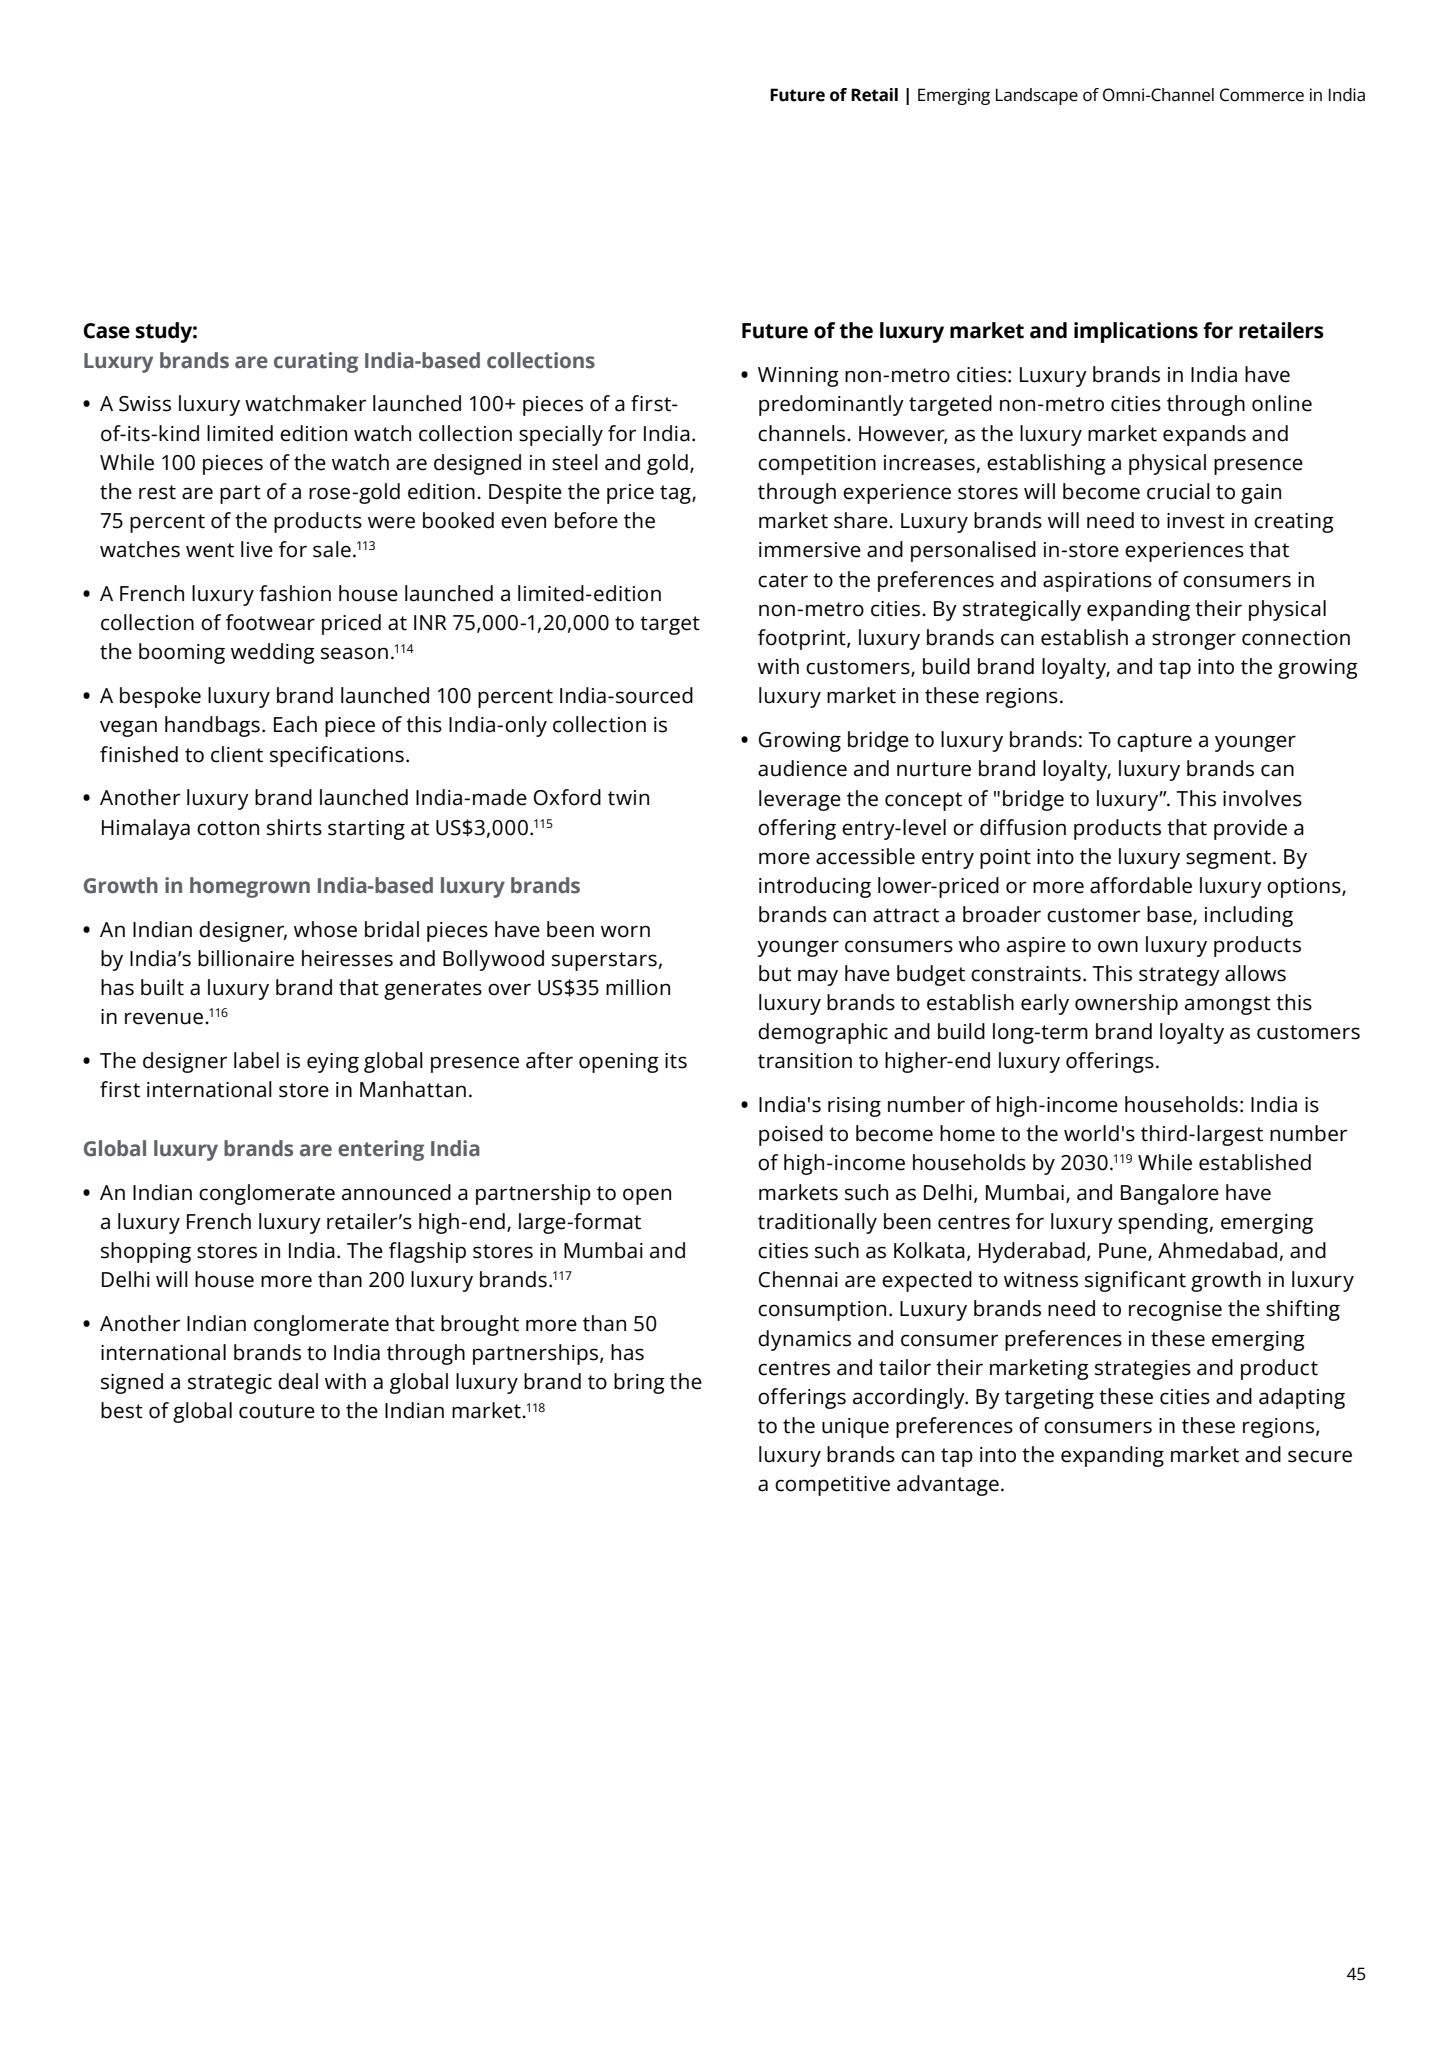 Future of Retail | Emerging Landscape of Omni-Channel Commerce in India
Case study:
Luxury brands are curating India-based collections
• A Swiss luxury watchmaker launched 100+ pieces of a first-
of-its-kind limited edition watch collection specially for India.
While 100 pieces of the watch are designed in steel and gold,
the rest are part of a rose-gold edition. Despite the price tag,
75 percent of the products were booked even before the
watches went live for sale.113
• A French luxury fashion house launched a limited-edition
collection of footwear priced at INR 75,000-1,20,000 to target
the booming wedding season.114
• A bespoke luxury brand launched 100 percent India-sourced
vegan handbags. Each piece of this India-only collection is
finished to client specifications.
• Another luxury brand launched India-made Oxford twin
Himalaya cotton shirts starting at US$3,000.115
Growth in homegrown India-based luxury brands
• An Indian designer, whose bridal pieces have been worn
by India’s billionaire heiresses and Bollywood superstars,
has built a luxury brand that generates over US$35 million
in revenue.116
• The designer label is eying global presence after opening its
first international store in Manhattan.
Global luxury brands are entering India
• An Indian conglomerate announced a partnership to open
a luxury French luxury retailer’s high-end, large-format
shopping stores in India. The flagship stores in Mumbai and
Delhi will house more than 200 luxury brands.117
• Another Indian conglomerate that brought more than 50
international brands to India through partnerships, has
signed a strategic deal with a global luxury brand to bring the
best of global couture to the Indian market.118
Future of the luxury market and implications for retailers
• Winning non-metro cities: Luxury brands in India have
predominantly targeted non-metro cities through online
channels. However, as the luxury market expands and
competition increases, establishing a physical presence
through experience stores will become crucial to gain
market share. Luxury brands will need to invest in creating
immersive and personalised in-store experiences that
cater to the preferences and aspirations of consumers in
non-metro cities. By strategically expanding their physical
footprint, luxury brands can establish a stronger connection
with customers, build brand loyalty, and tap into the growing
luxury market in these regions.
• Growing bridge to luxury brands: To capture a younger
audience and nurture brand loyalty, luxury brands can
leverage the concept of "bridge to luxury”. This involves
offering entry-level or diffusion products that provide a
more accessible entry point into the luxury segment. By
introducing lower-priced or more affordable luxury options,
brands can attract a broader customer base, including
younger consumers who aspire to own luxury products
but may have budget constraints. This strategy allows
luxury brands to establish early ownership amongst this
demographic and build long-term brand loyalty as customers
transition to higher-end luxury offerings.
• India's rising number of high-income households: India is
poised to become home to the world's third-largest number
of high-income households by 2030.119 While established
markets such as Delhi, Mumbai, and Bangalore have
traditionally been centres for luxury spending, emerging
cities such as Kolkata, Hyderabad, Pune, Ahmedabad, and
Chennai are expected to witness significant growth in luxury
consumption. Luxury brands need to recognise the shifting
dynamics and consumer preferences in these emerging
centres and tailor their marketing strategies and product
offerings accordingly. By targeting these cities and adapting
to the unique preferences of consumers in these regions,
luxury brands can tap into the expanding market and secure
a competitive advantage.
45